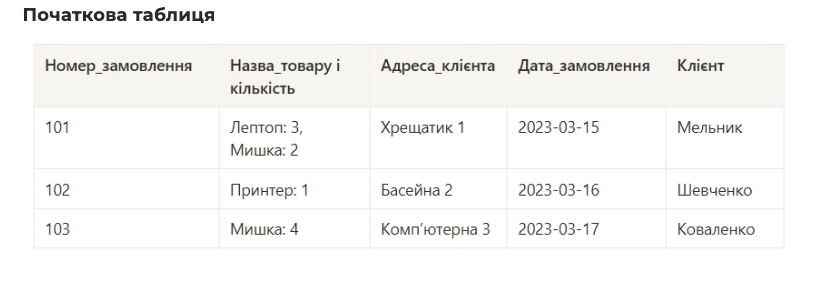 Початкова таблиця
Номер_замовлення Назва_товару і кількість Адреса_клієнта Дата_замовлення Клієнт
101 Лептоп: 3, Мишка: 2 Хрещатик 1 2023-03-15 Мельник
102 Принтер: 1 Басейна 2 2023-03-16 Шевченко
103 Мишка: 4 Комп’ютерна 3 2023-03-17 Коваленко